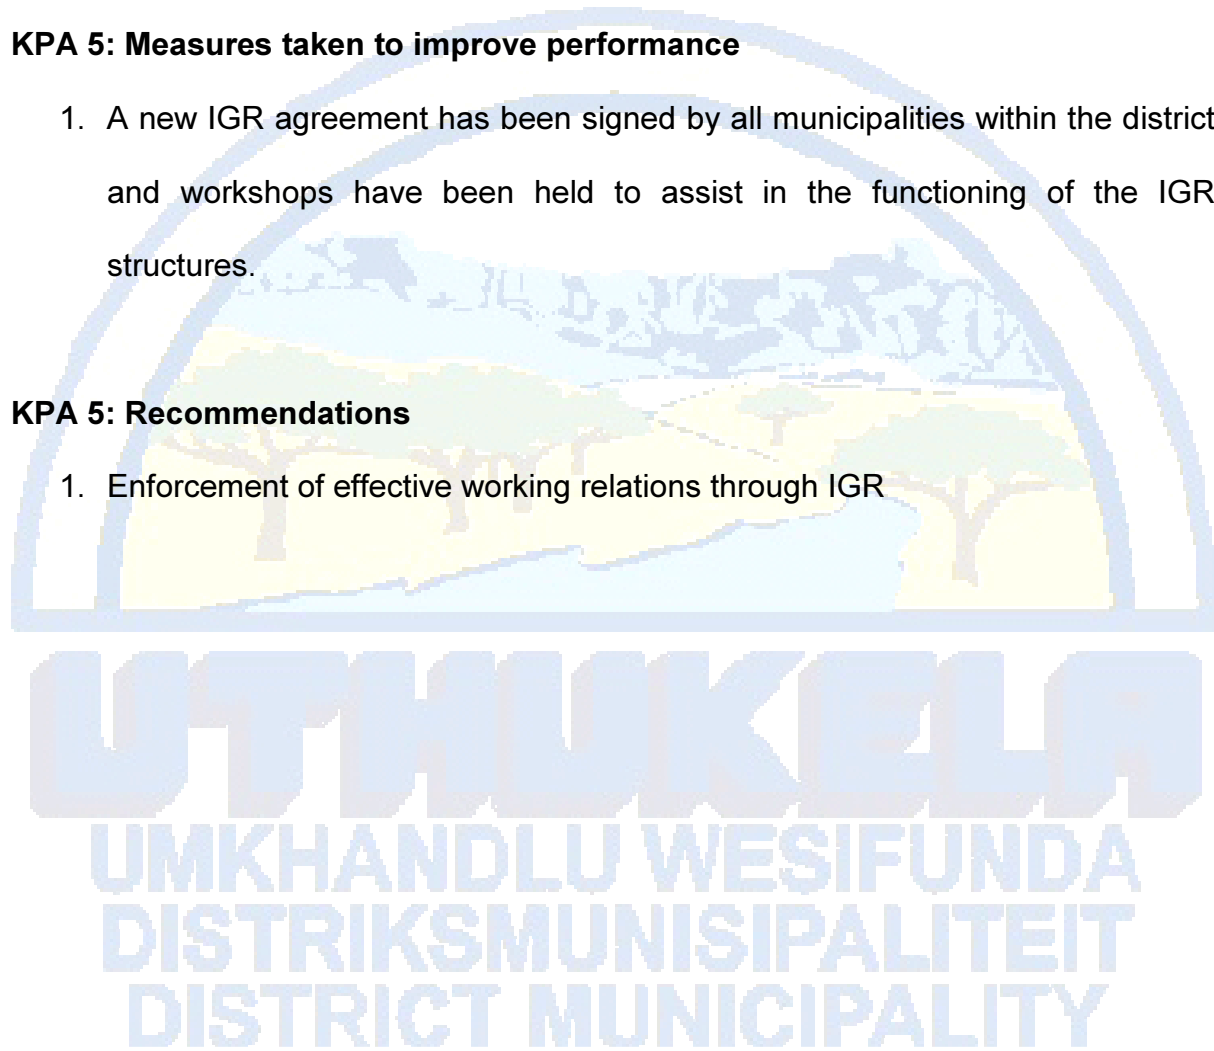 KPA 5: Measures taken to improve performance
1. A new IGR agreement has been signed by all municipalities within the district
and workshops have been held to assist in the functioning of the IGR
structures.
KPA 5: Recommendations
1. Enforcement of effective working relations through IGR
UTHUKELA
UMKHANDLU WESIFUNDA
DISTRIKSMUNISIPALITEIT
DISTRICT MUNICIPALITY